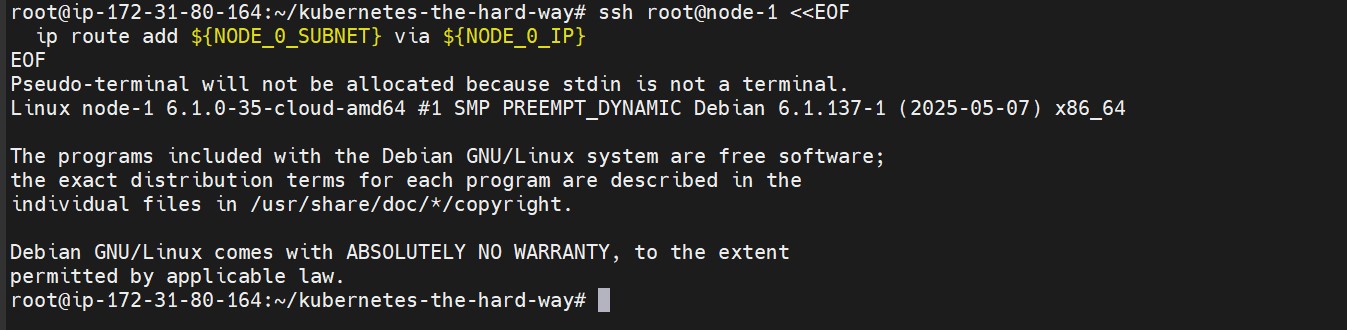 root@ip-172-31-80-164:~/kubernetes-the-hard-way# ssh root@node-1 <<EOF
  ip route add ${NODE_0_SUBNET} via ${NODE_0_IP}
EOF
Pseudo-terminal will not be allocated because stdin is not a terminal.
Linux node-1 6.1.0-35-cloud-amd64 #1 SMP PREEMPT_DYNAMIC Debian 6.1.137-1 (2025-05-07) x86_64

The programs included with the Debian GNU/Linux system are free software;
the exact distribution terms for each program are described in the
individual files in /usr/share/doc/*/copyright.

Debian GNU/Linux comes with ABSOLUTELY NO WARRANTY, to the extent
permitted by applicable law.
root@ip-172-31-80-164:~/kubernetes-the-hard-way#